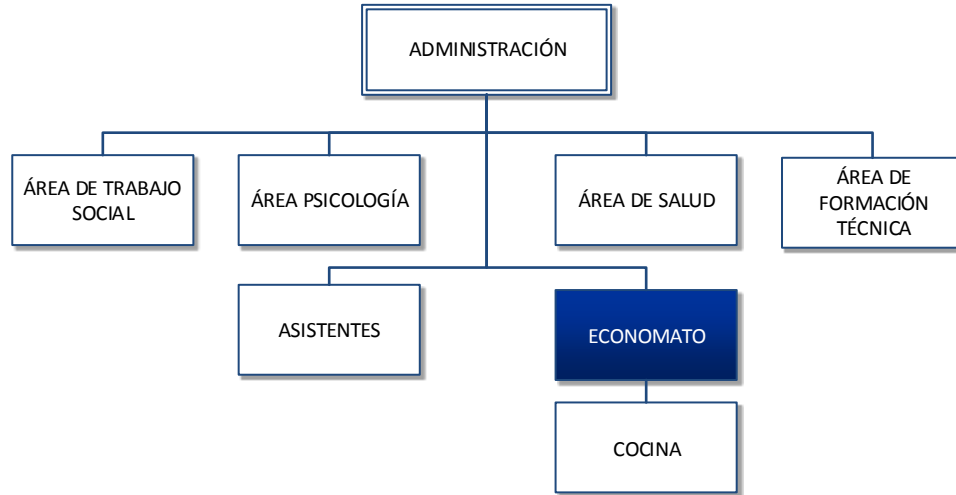 ADMINISTRACIÓN
ÁREA DE TRABAJO
SOCIAL
ÁREA PSICOLOGÍA
ÁREA DE SALUD
ÁREA DE
FORMACIÓN
TÉCNICA
ASISTENTES
ECONOMATO
COCINA